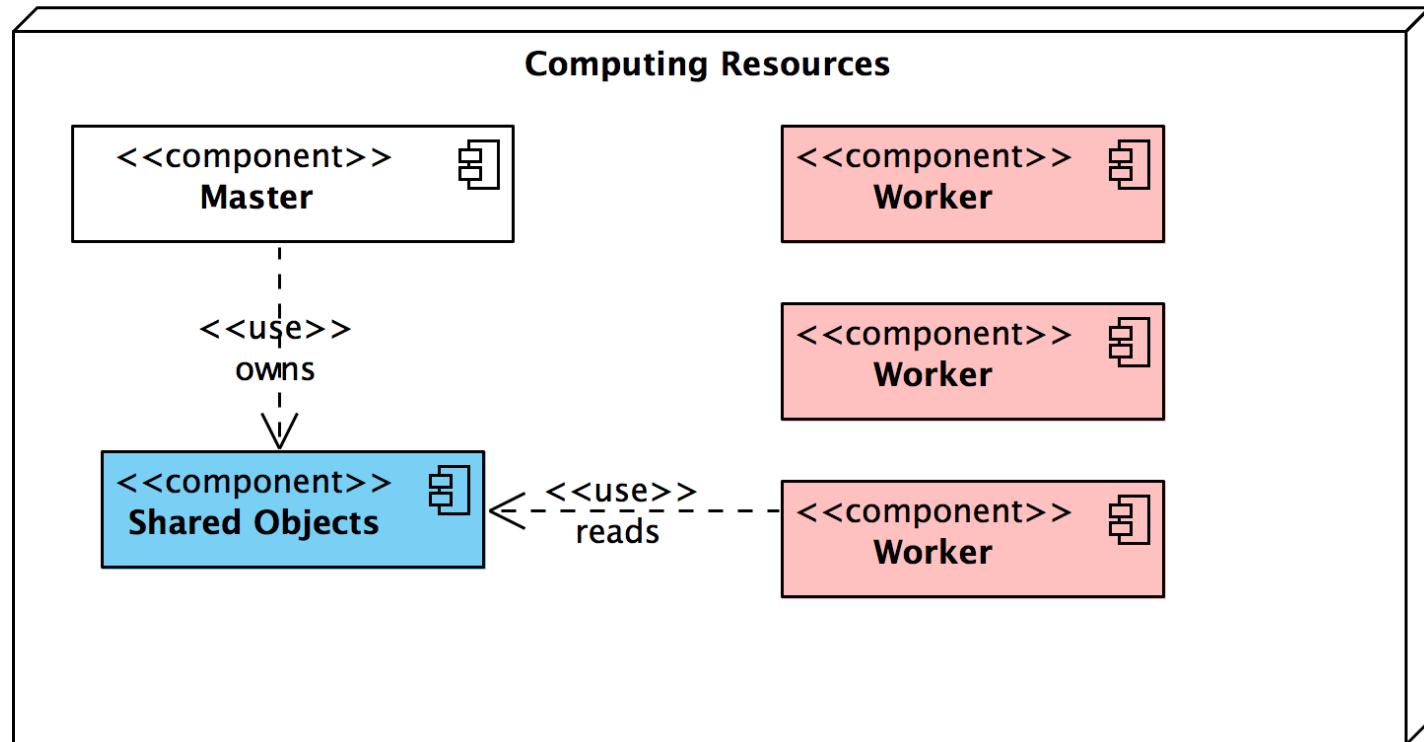 Computing Resources
<<component>>
Master
<<use>>
owns
<<component>>
Shared Objects
<<component>>
Worker
<<component>>
Worker
<<use>>
reads
<<component>>
Worker